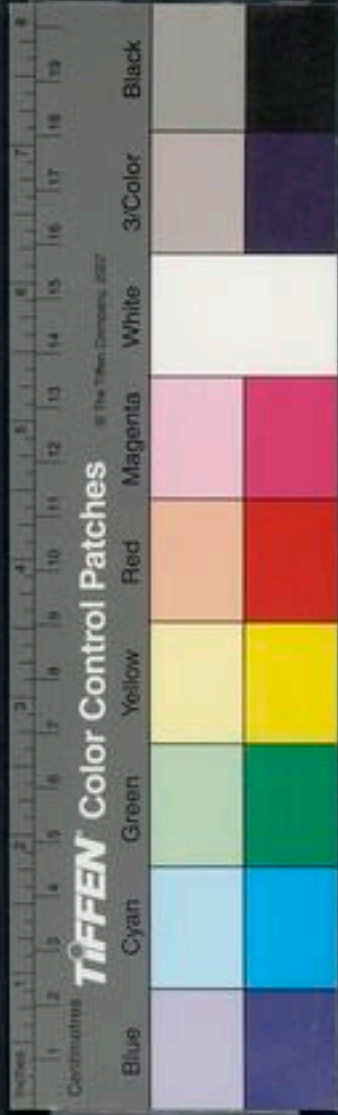 Inches 1 2 3 4 5 6 7 8
Centimatres 1 2 3 4 5 6 7 8 9 10 11 12 13 14 15 16 17 18 19
TIFFEN Color Control Patches © The Tiffen Company, 2007
Blue Cyan Green Yellow Red Magenta White 3/Color Black